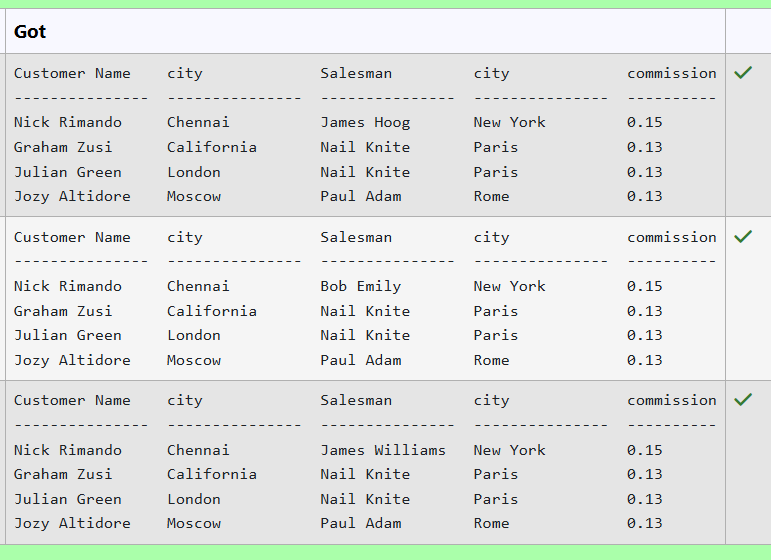 Got
Customer Name    city             Salesman         city             commission
---------------  ---------------  ---------------  ---------------  ----------
Nick Rimando     Chennai          James Hoog       New York         0.15
Graham Zusi      California       Nail Knite       Paris            0.13
Julian Green     London           Nail Knite       Paris            0.13
Jozy Altidore    Moscow           Paul Adam        Rome             0.13
Customer Name    city             Salesman         city             commission
---------------  ---------------  ---------------  ---------------  ----------
Nick Rimando     Chennai          Bob Emily        New York         0.15
Graham Zusi      California       Nail Knite       Paris            0.13
Julian Green     London           Nail Knite       Paris            0.13
Jozy Altidore    Moscow           Paul Adam        Rome             0.13
Customer Name    city             Salesman         city             commission
---------------  ---------------  ---------------  ---------------  ----------
Nick Rimando     Chennai          James Williams   New York         0.15
Graham Zusi      California       Nail Knite       Paris            0.13
Julian Green     London           Nail Knite       Paris            0.13
Jozy Altidore    Moscow           Paul Adam        Rome             0.13